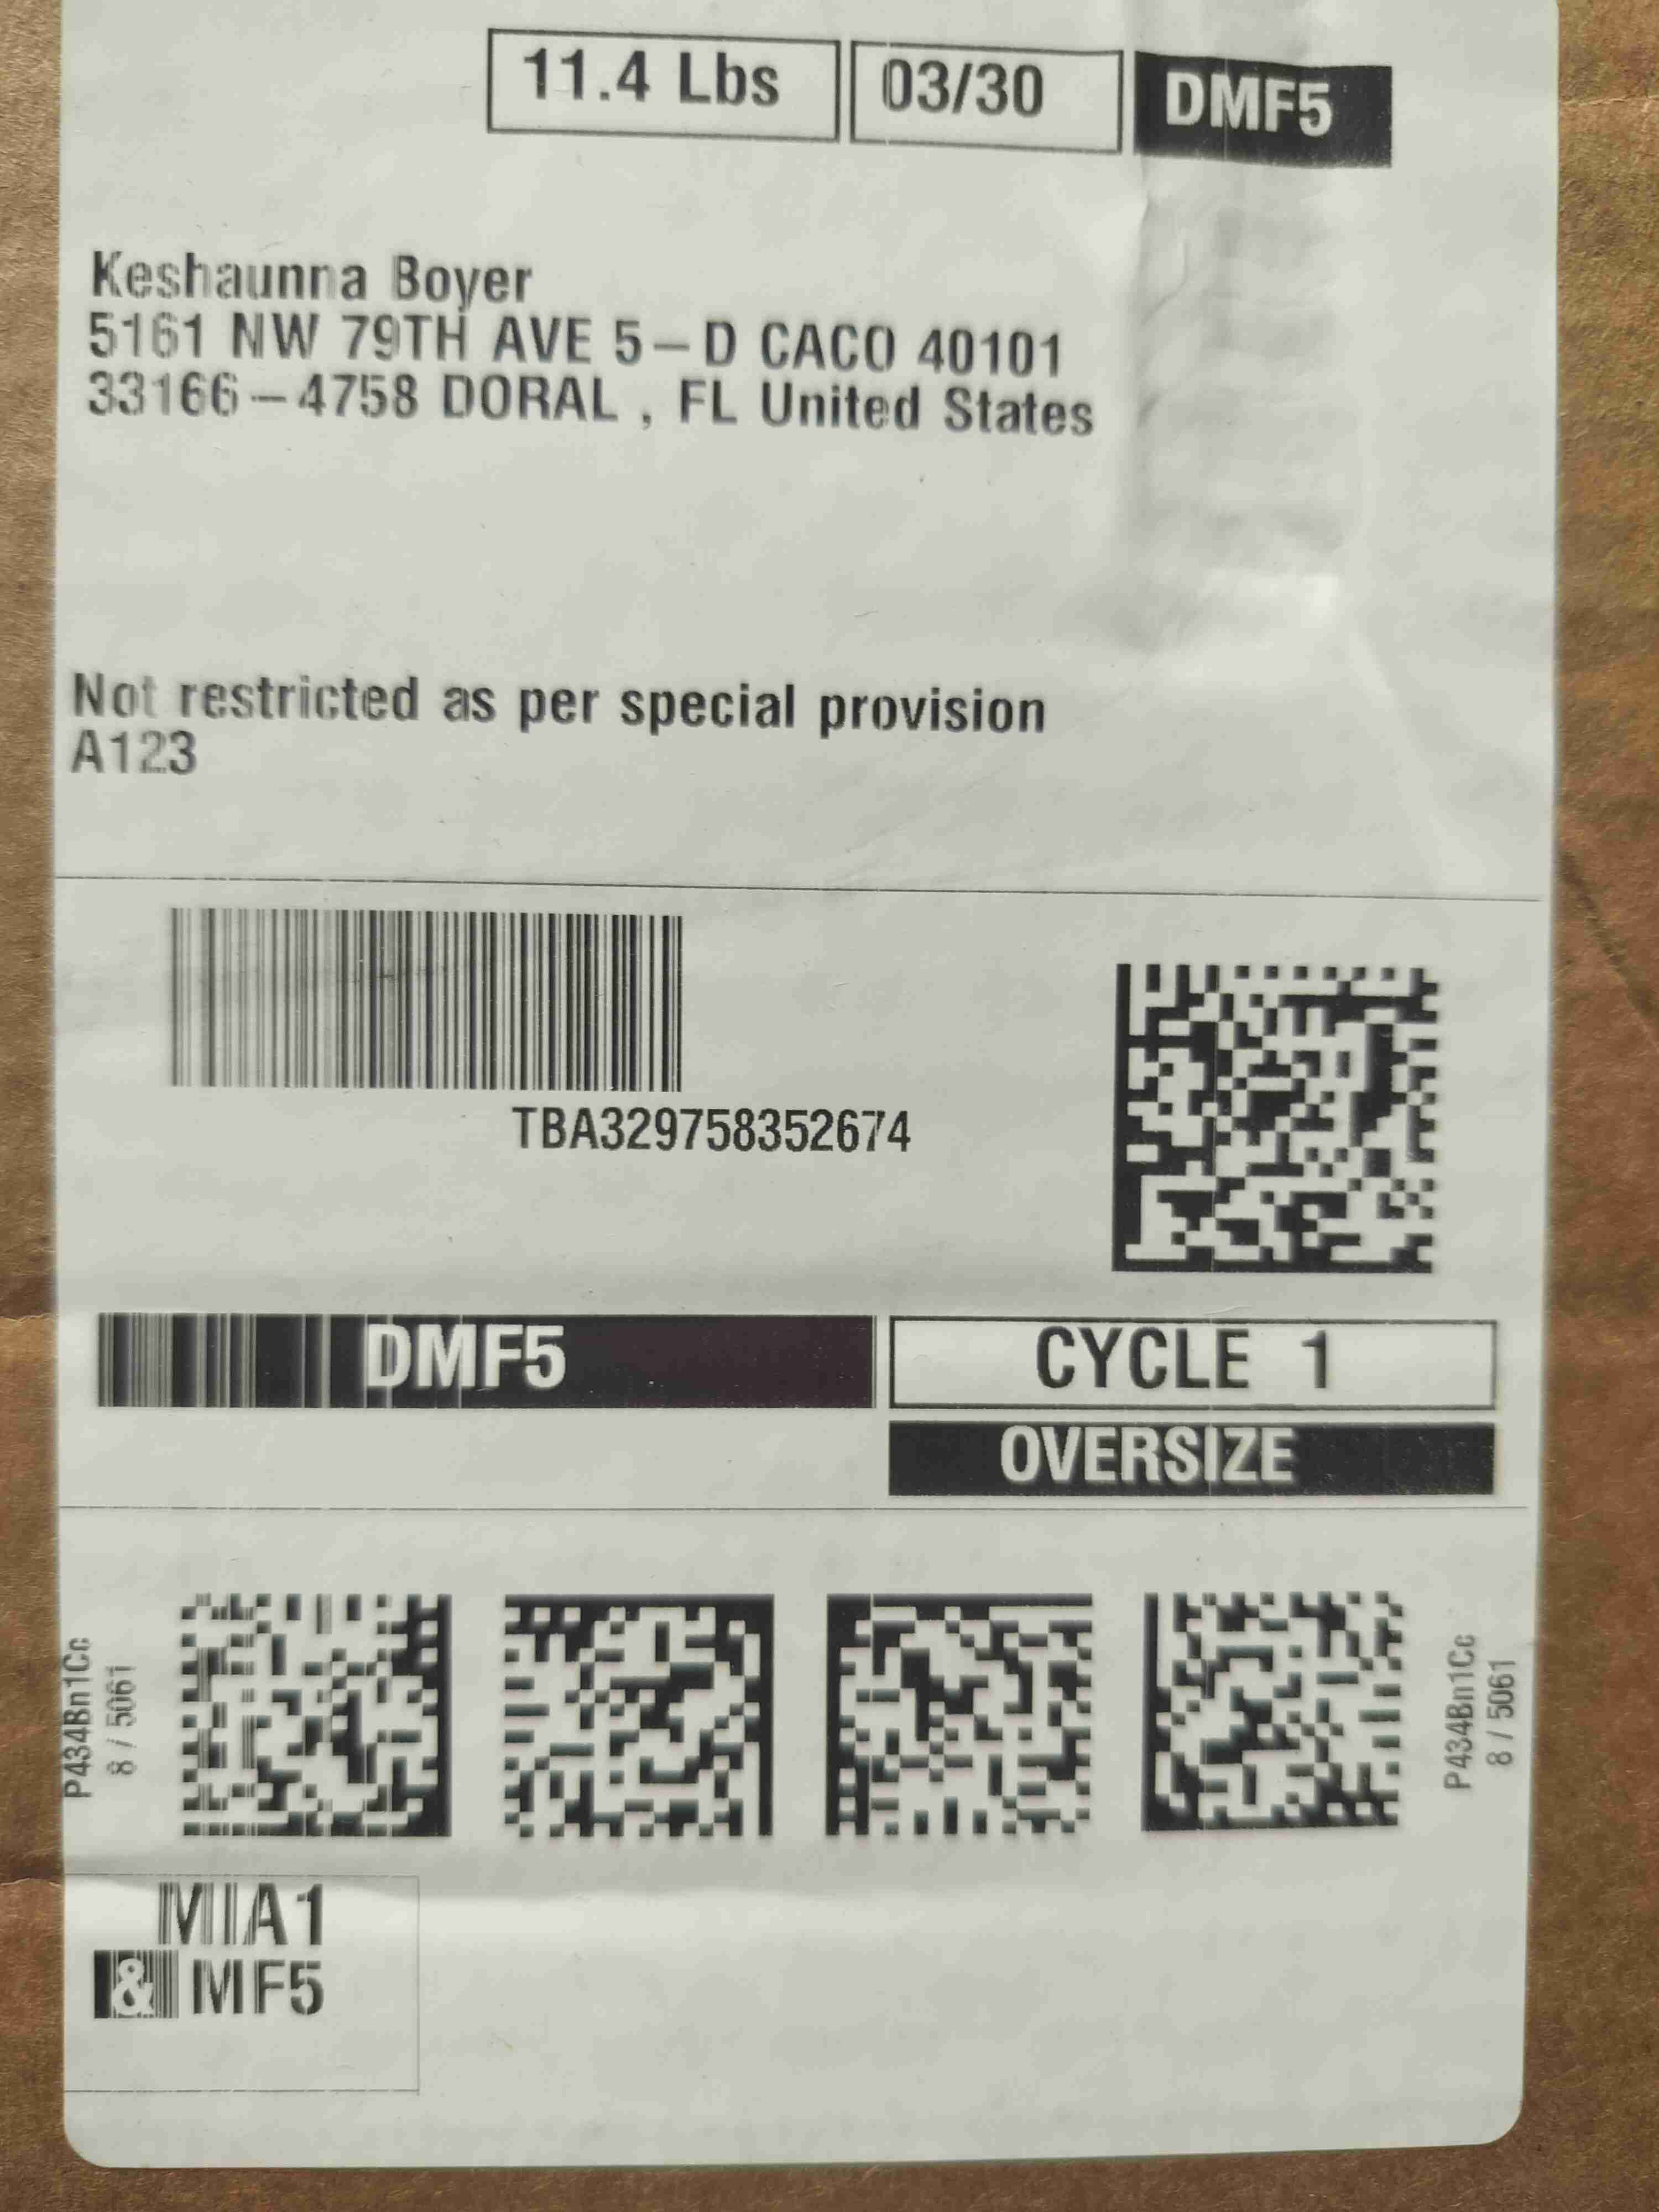 11.4 Lbs 03/30 DMF5
Keshaunna Boyer
5161 NW 79TH AVE 5-D CACO 40101
33166-4758 DORAL , FL United States
Not restricted as per special provision
A123
TBA329758352674
DMF5 CYCLE 1
OVERSIZE
P434Bn1Cc
8 / 5061
P434Bn1Cc
8 / 5061
MIA1
& MF5